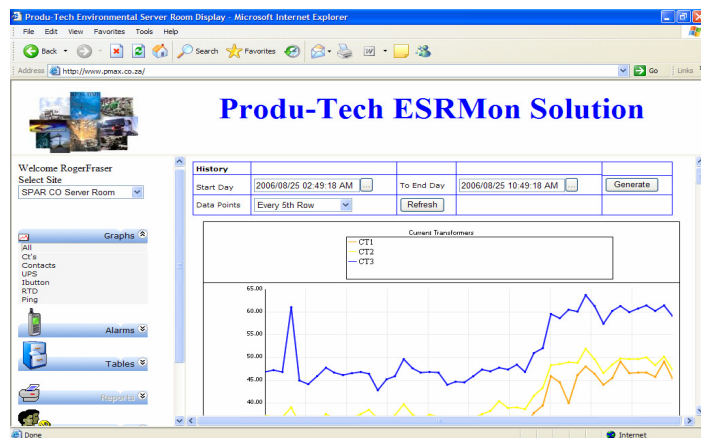 Produ-Tech Environmental Server Room Display - Microsoft Internet Explorer
File Edit View Favorites Tools Help
Back Search Favorites
Address http://www.pmax.co.za/ Go Links
Produ-Tech ESRMon Solution
Welcome RogerFraser
Select Site
SPAR CO Server Room
Graphs
All
Ct's
Contacts
UPS
Ibutton
RTD
Ping
Alarms
Tables
Reports
History
Start Day 2006/08/25 02:49:18 AM ... To End Day 2006/08/25 10:49:18 AM ... Generate
Data Points Every 5th Row Refresh
Current Transformers
CT1
CT2
CT3
65.00
60.00
55.00
50.00
45.00
40.00
Done Internet